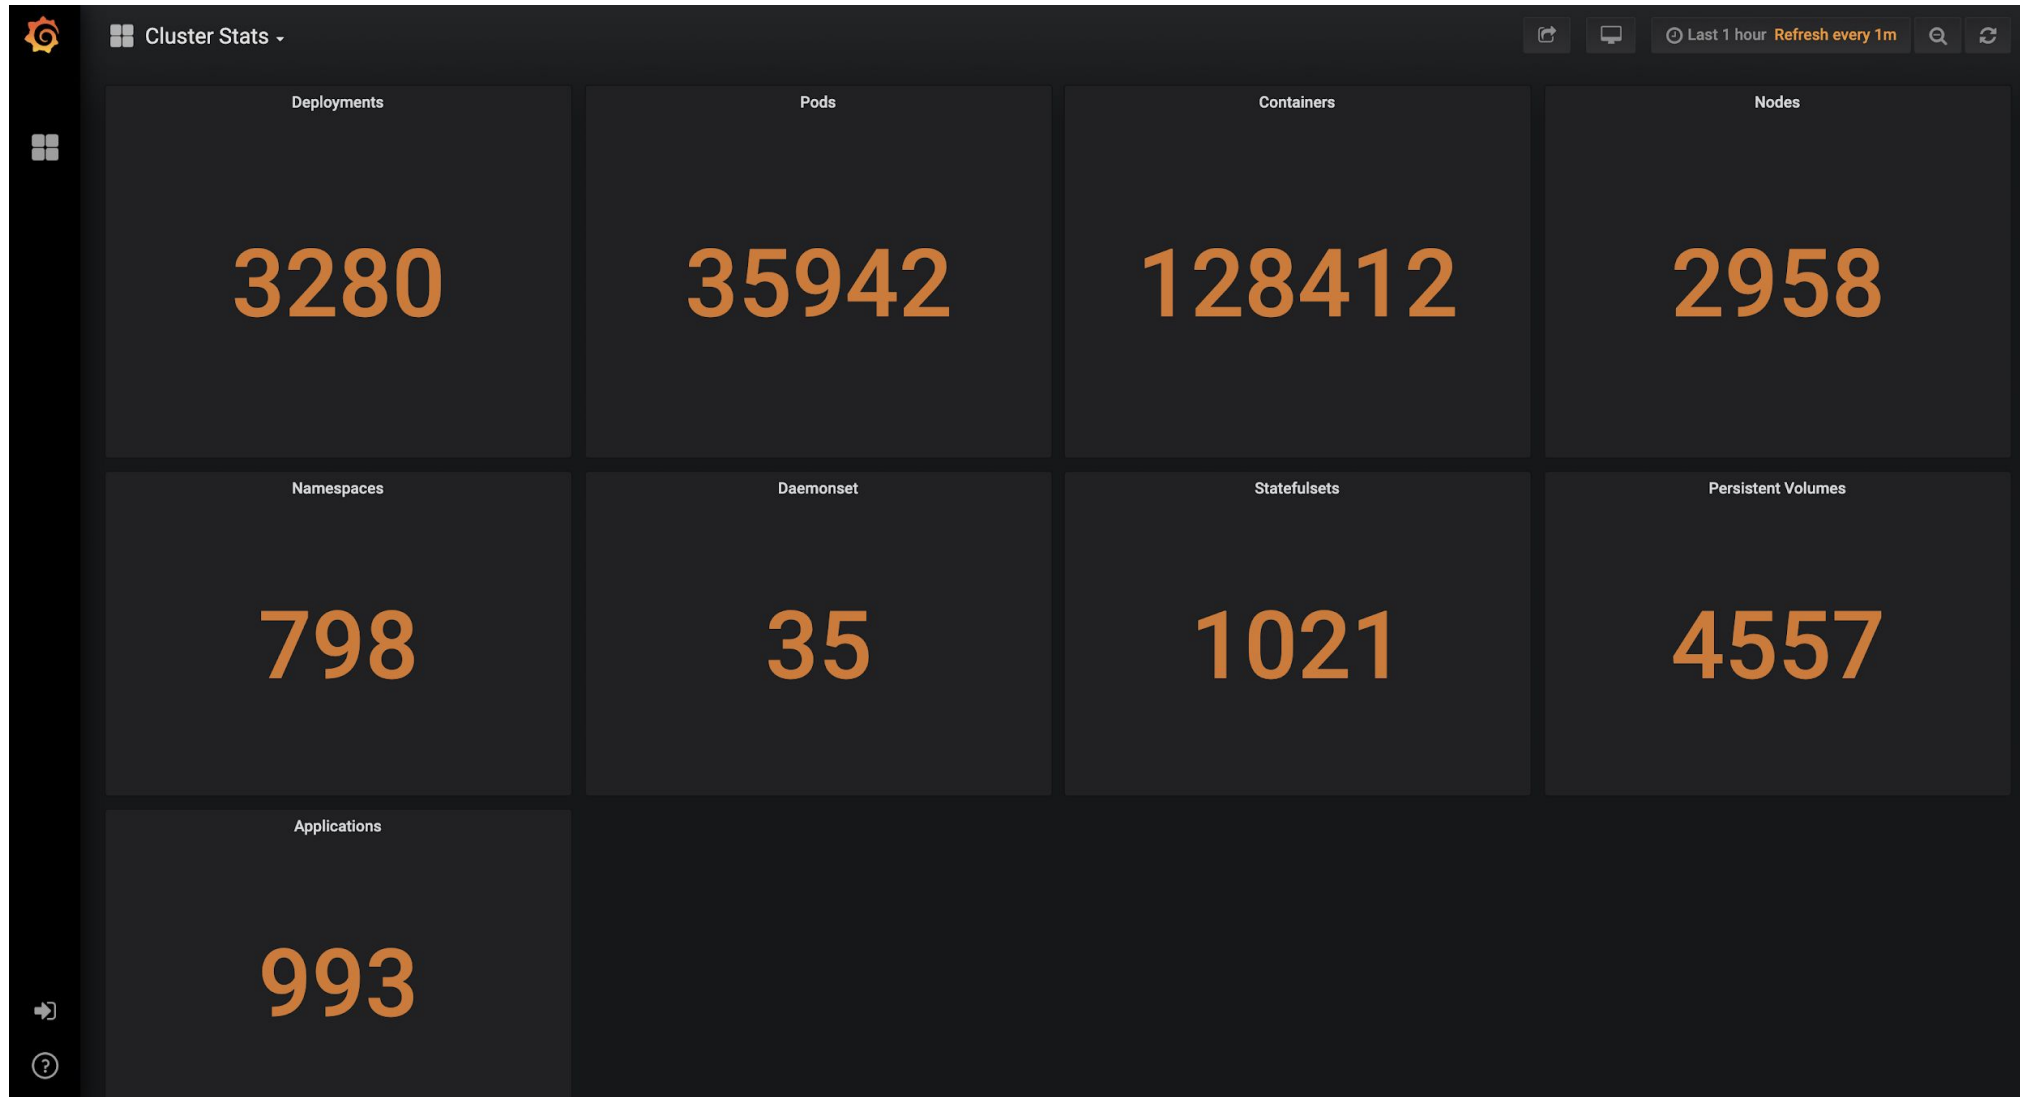 Cluster Stats
Last 1 hour Refresh every 1m
Deployments
3280
Pods
35942
Containers
128412
Nodes
2958
Namespaces
798
Daemonset
35
Statefulsets
1021
Persistent Volumes
4557
Applications
993
?